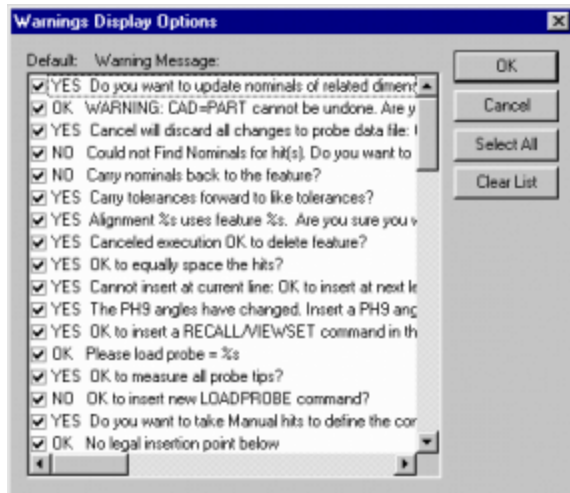 Warnings Display Options
Default: Warning Message:
YES Do you want to update nominals of related dimens
OK WARNING: CAD=PART cannot be undone. Are y
YES Cancel will discard all changes to probe data file:
NO Could not Find Nominals for hit(s). Do you want to
NO Carry nominals back to the feature?
YES Carry tolerances forward to like tolerances?
YES Alignment %s uses feature %s. Are you sure you
YES Canceled execution OK to delete feature?
YES OK to equally space the hits?
YES Cannot insert at current line: OK to insert at next le
YES The PH9 angles have changed. Insert a PH9 ang
YES OK to insert a RECALL/VIEWSET command in th
OK Please load probe = %s
YES OK to measure all probe tips?
NO OK to insert new LOADPROBE command?
YES Do you want to take Manual hits to define the cor
OK No legal insertion point below
OK
Cancel
Select All
Clear List